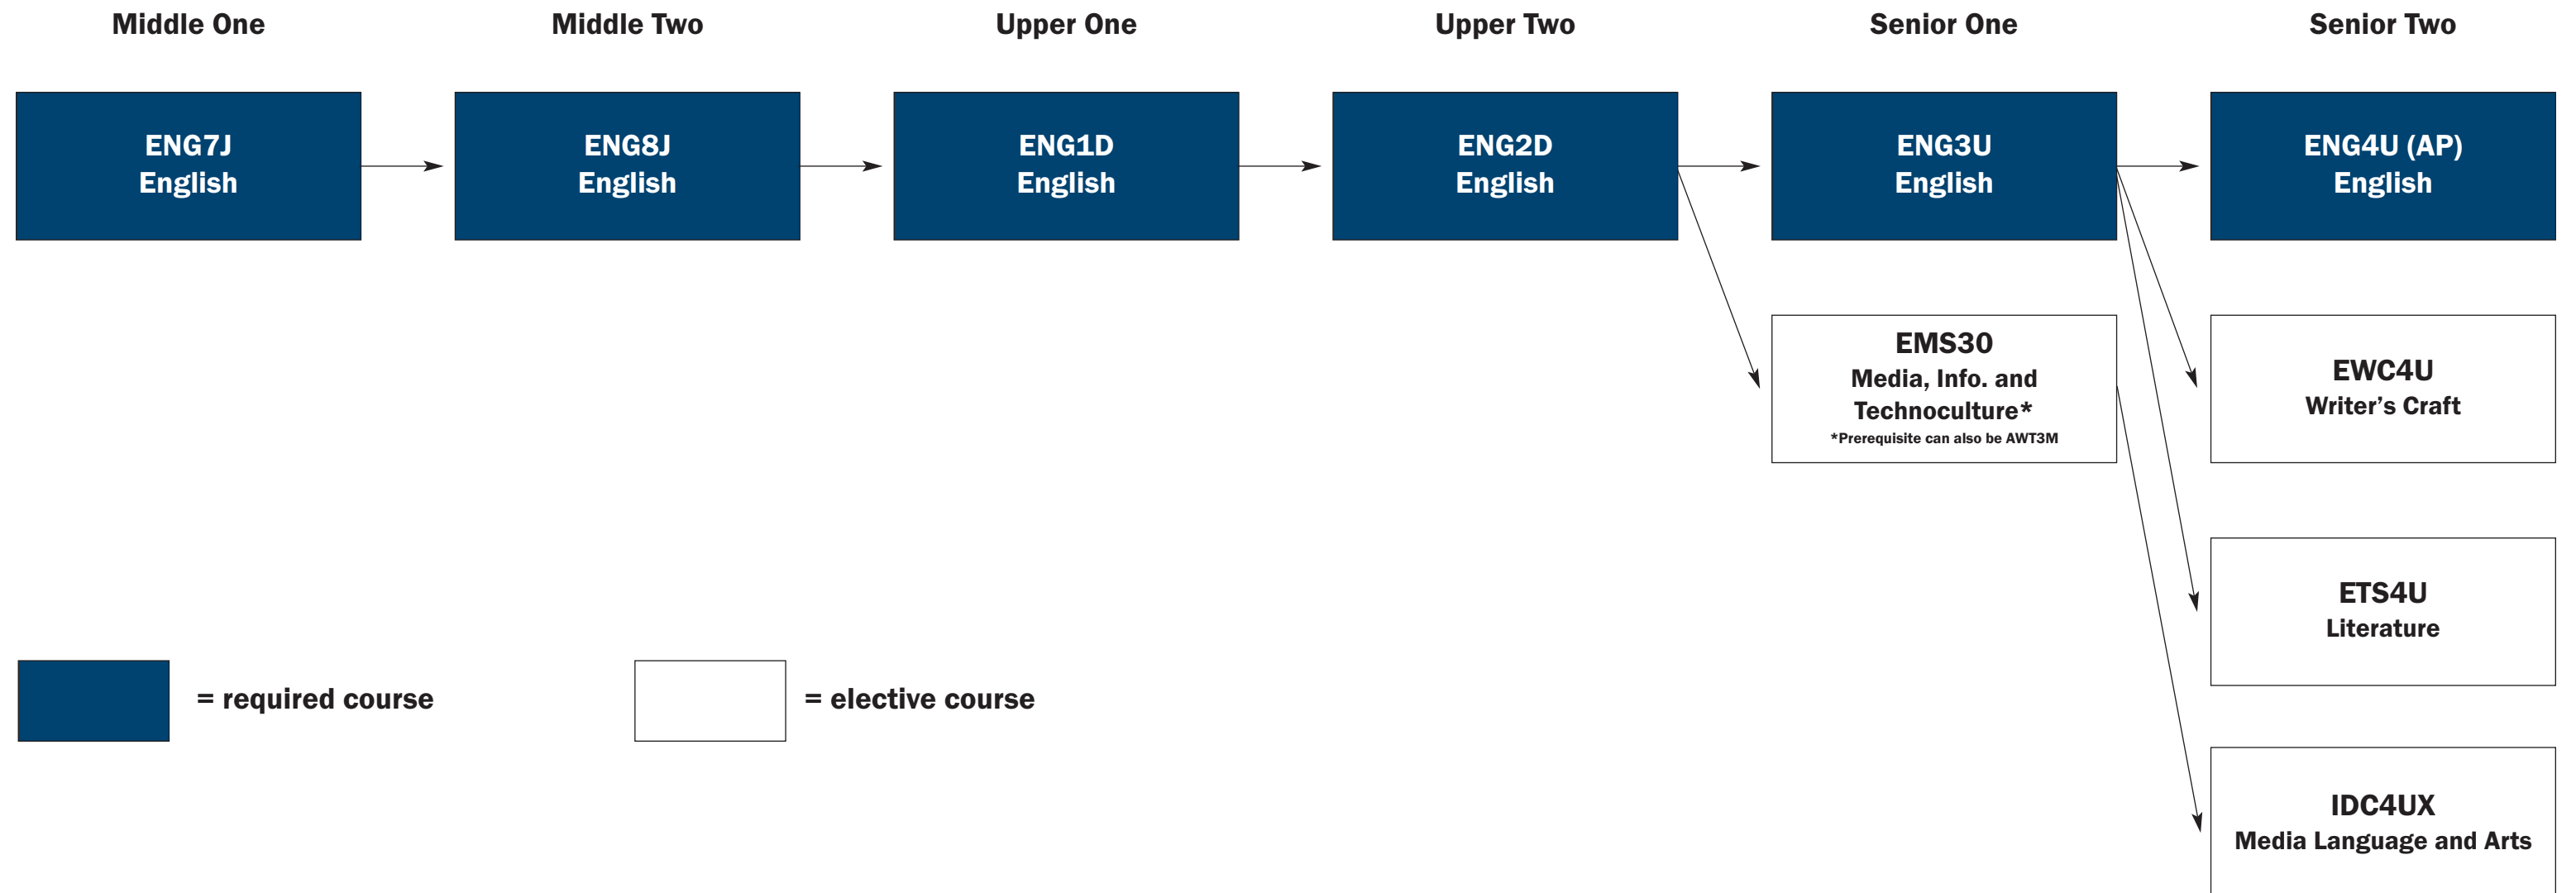 Middle One
Middle Two
Upper One
Upper Two
Senior One
Senior Two
ENG7J
English
ENG8J
English
ENG1D
English
ENG2D
English
ENG3U
English
ENG4U (AP)
English
EMS30
Media, Info. and
Technoculture*
*Prerequisite can also be AWT3M
EWC4U
Writer’s Craft
ETS4U
Literature
= required course
= elective course
IDC4UX
Media Language and Arts